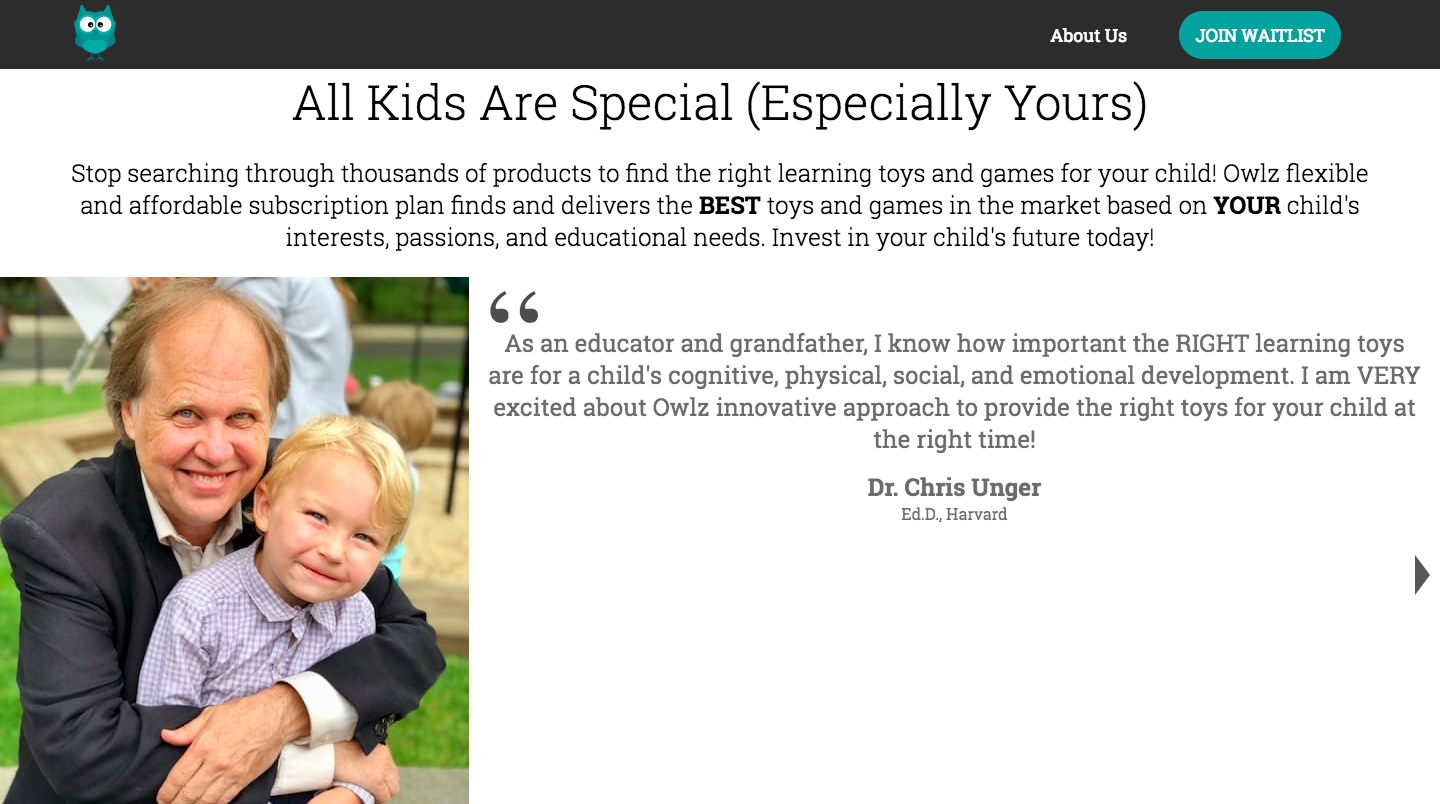 About Us
JOIN WAITLIST
All Kids Are Special (Especially Yours)
Stop searching through thousands of products to find the right learning toys and games for your child! Owlz flexible
and affordable subscription plan finds and delivers the BEST toys and games in the market based on YOUR child's
interests, passions, and educational needs. Invest in your child's future today!
“
As an educator and grandfather, I know how important the RIGHT learning toys
are for a child's cognitive, physical, social, and emotional development. I am VERY
excited about Owlz innovative approach to provide the right toys for your child at
the right time!
Dr. Chris Unger
Ed.D., Harvard